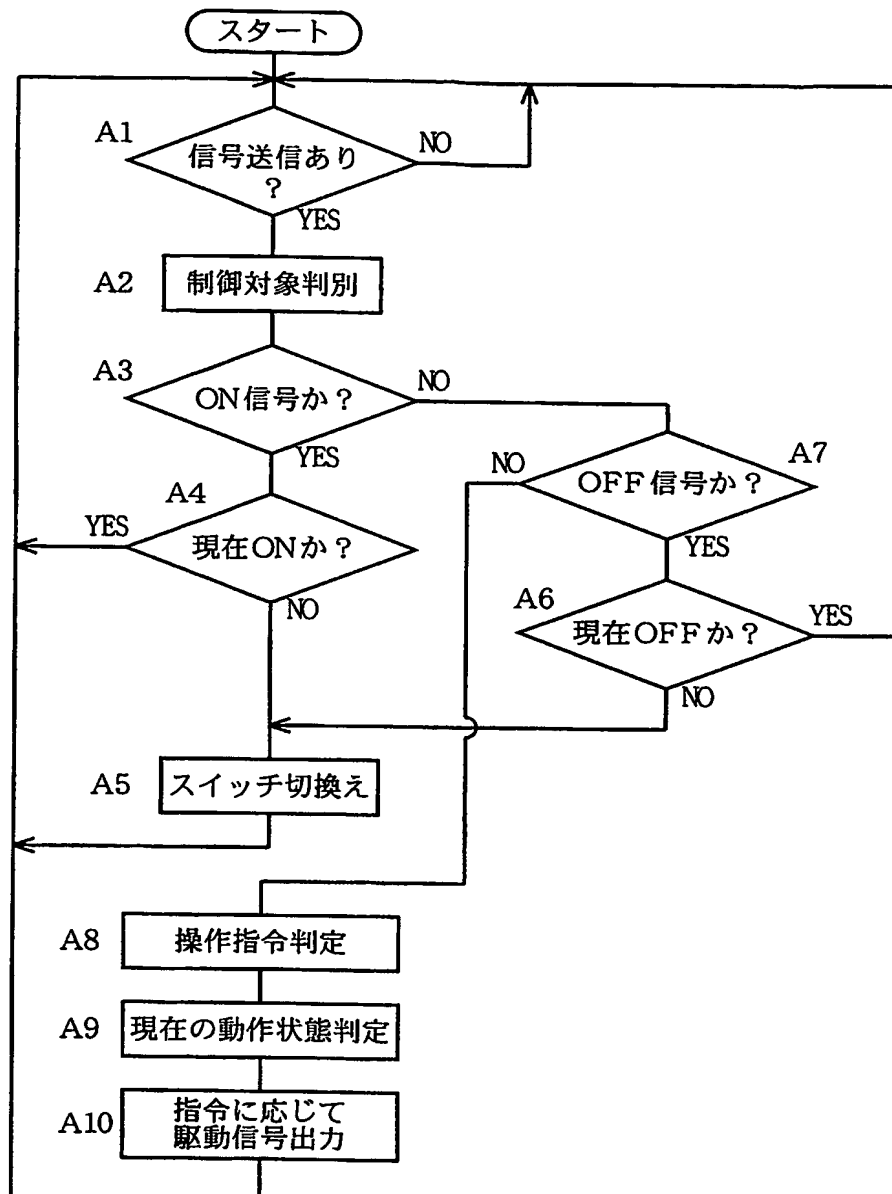 スタート
A1
信号送信あり
?
NO
YES
A2
制御対象判別
A3
ON信号か?
NO
YES
A4
YES
現在ONか?
NO
NO
OFF信号か?
A7
YES
A6
現在OFFか?
YES
NO
A5
スイッチ切換え
A8
操作指令判定
A9
現在の動作状態判定
A10
指令に応じて
駆動信号出力